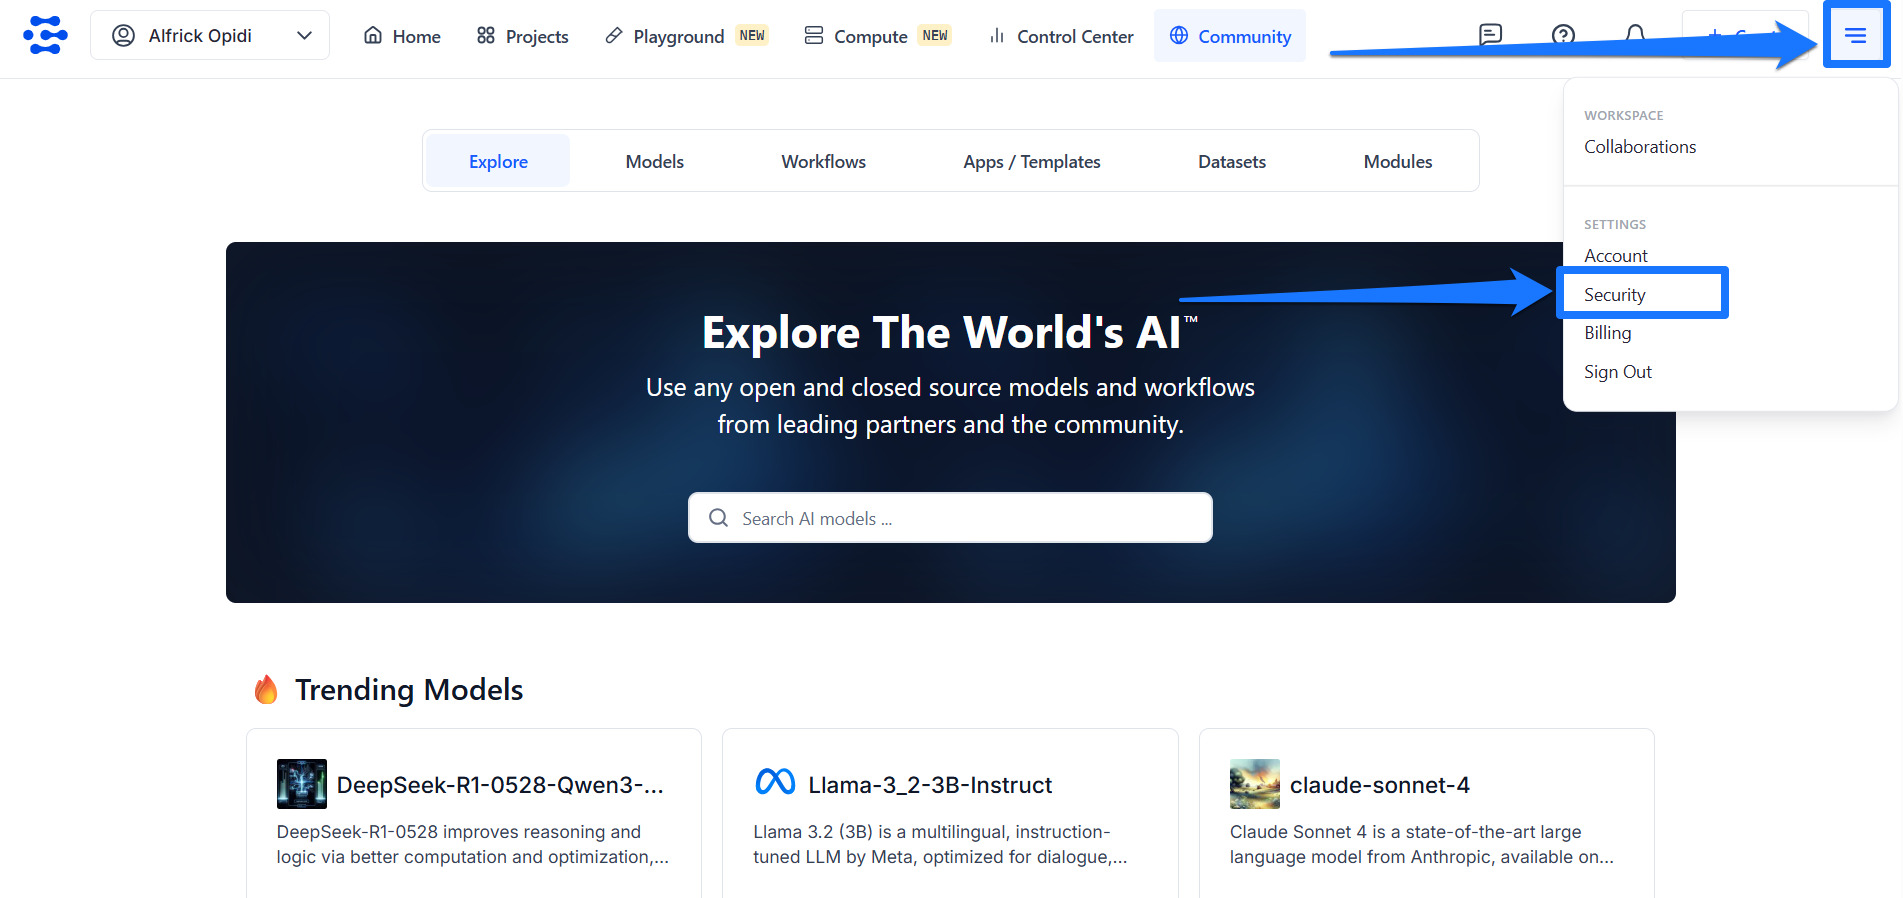 Alfrick Opidi
Home
Projects
Playground NEW
Compute NEW
Control Center
Community
WORKSPACE
Collaborations
SETTINGS
Account
Security
Billing
Sign Out
Explore
Models
Workflows
Apps / Templates
Datasets
Modules
Explore The World's AI™
Use any open and closed source models and workflows
from leading partners and the community.
Search AI models ...
🔥 Trending Models
DeepSeek-R1-0528-Qwen3-...
DeepSeek-R1-0528 improves reasoning and
logic via better computation and optimization,...
Llama-3_2-3B-Instruct
Llama 3.2 (3B) is a multilingual, instruction-
tuned LLM by Meta, optimized for dialogue,...
claude-sonnet-4
Claude Sonnet 4 is a state-of-the-art large
language model from Anthropic, available on...